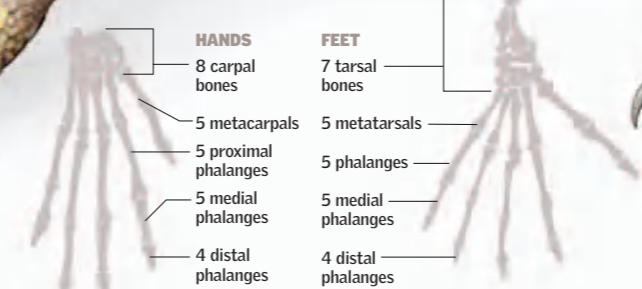 HANDS
8 carpal
bones
5 metacarpals
5 proximal
phalanges
5 medial
phalanges
4 distal
phalanges
FEET
7 tarsal
bones
5 metatarsals
5 phalanges
5 medial
phalanges
4 distal
phalanges